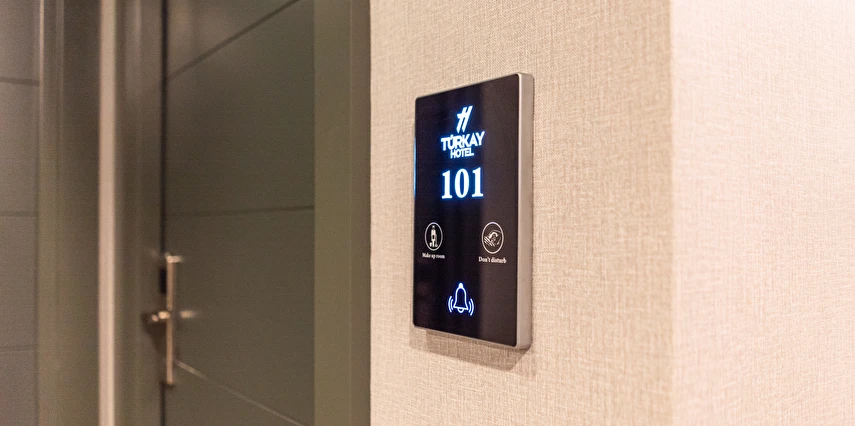 TÜRKAY
HOTEL
101
Make up room
Don't disturb